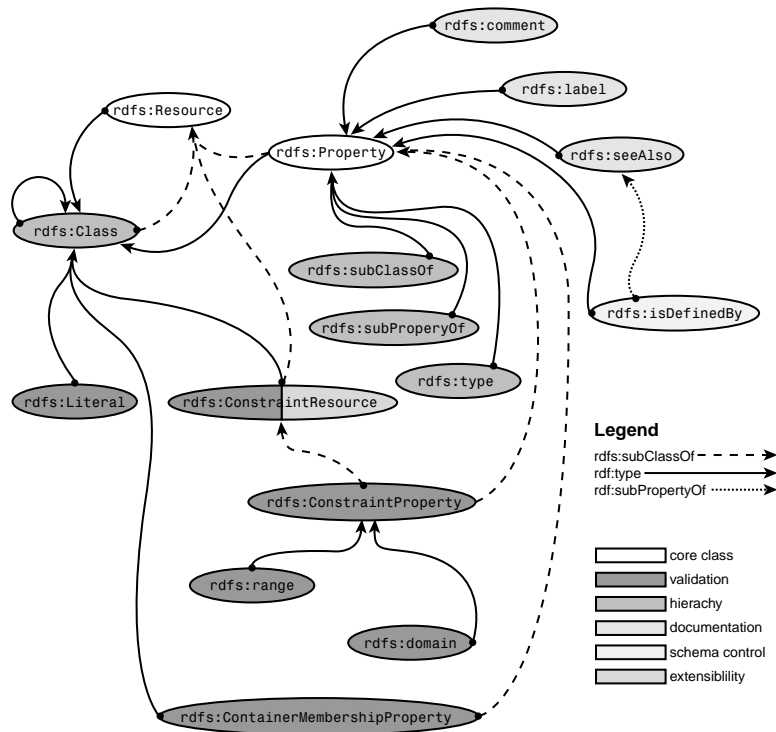 rdfs:comment
rdfs:label
rdfs:Resource
rdfs:Property
rdfs:seeAlso
rdfs:Class
rdfs:subClassOf
rdfs:subProperyOf
rdfs:isDefinedBy
rdfs:type
rdfs:Literal
rdfs:ConstraintResource
rdfs:ConstraintProperty
rdfs:range
rdfs:domain
rdfs:ContainerMembershipProperty
Legend
rdfs:subClassOf
rdf:type
rdf:subPropertyOf
core class
validation
hierachy
documentation
schema control
extensiblility